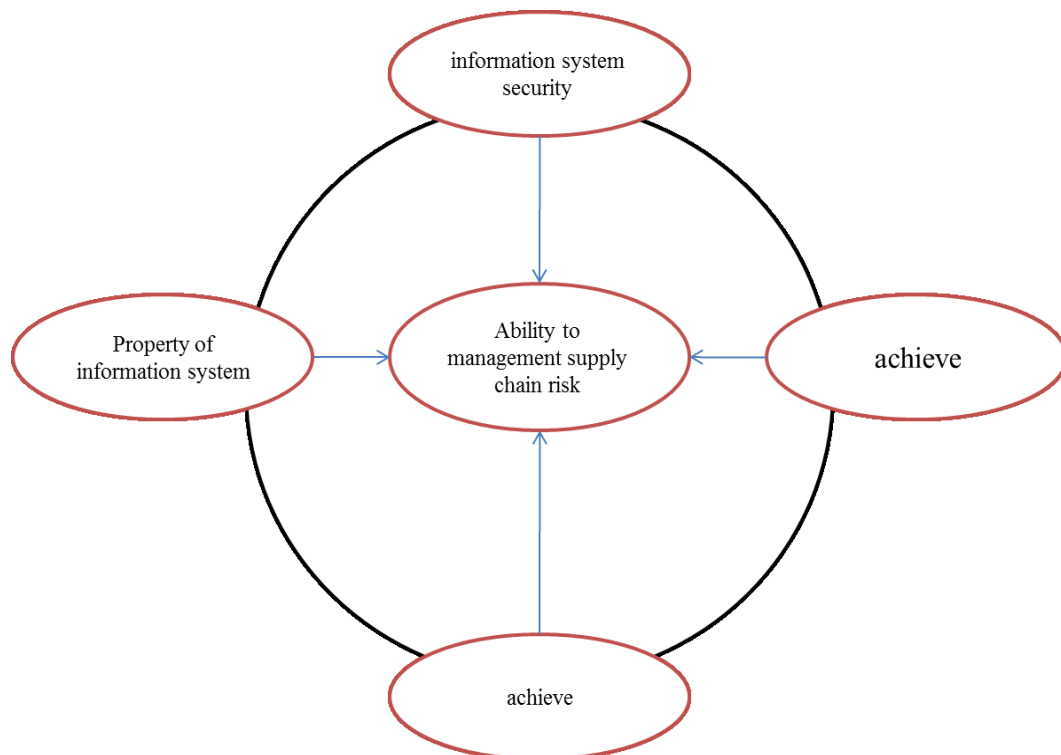 information system
security
Property of
information system
Ability to
management supply
chain risk
achieve
achieve